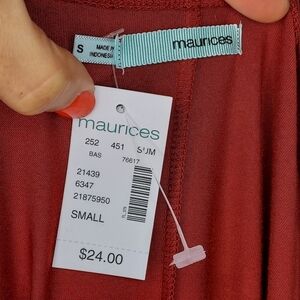 S
MADE IN
INDONESIA
maurices
maurices
252 451 SUM
BAS 76617
21439
6347
21875950
SMALL
$24.00